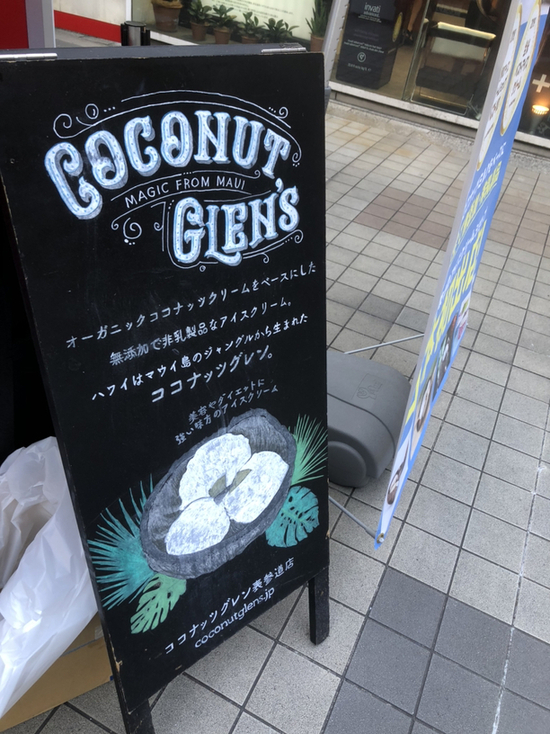 COCONUT
MAGIC FROM MAUI
GLEN'S
オーガニックココナッツクリームをベースにした
無添加で非乳製品なアイスクリーム。
ハワイはマウイ島のジャングルから生まれた
ココナッツグレン。
美容やダイエットに
強い味方のアイスクリーム
ココナッツグレン表参道店
coconutglens.jp
invati